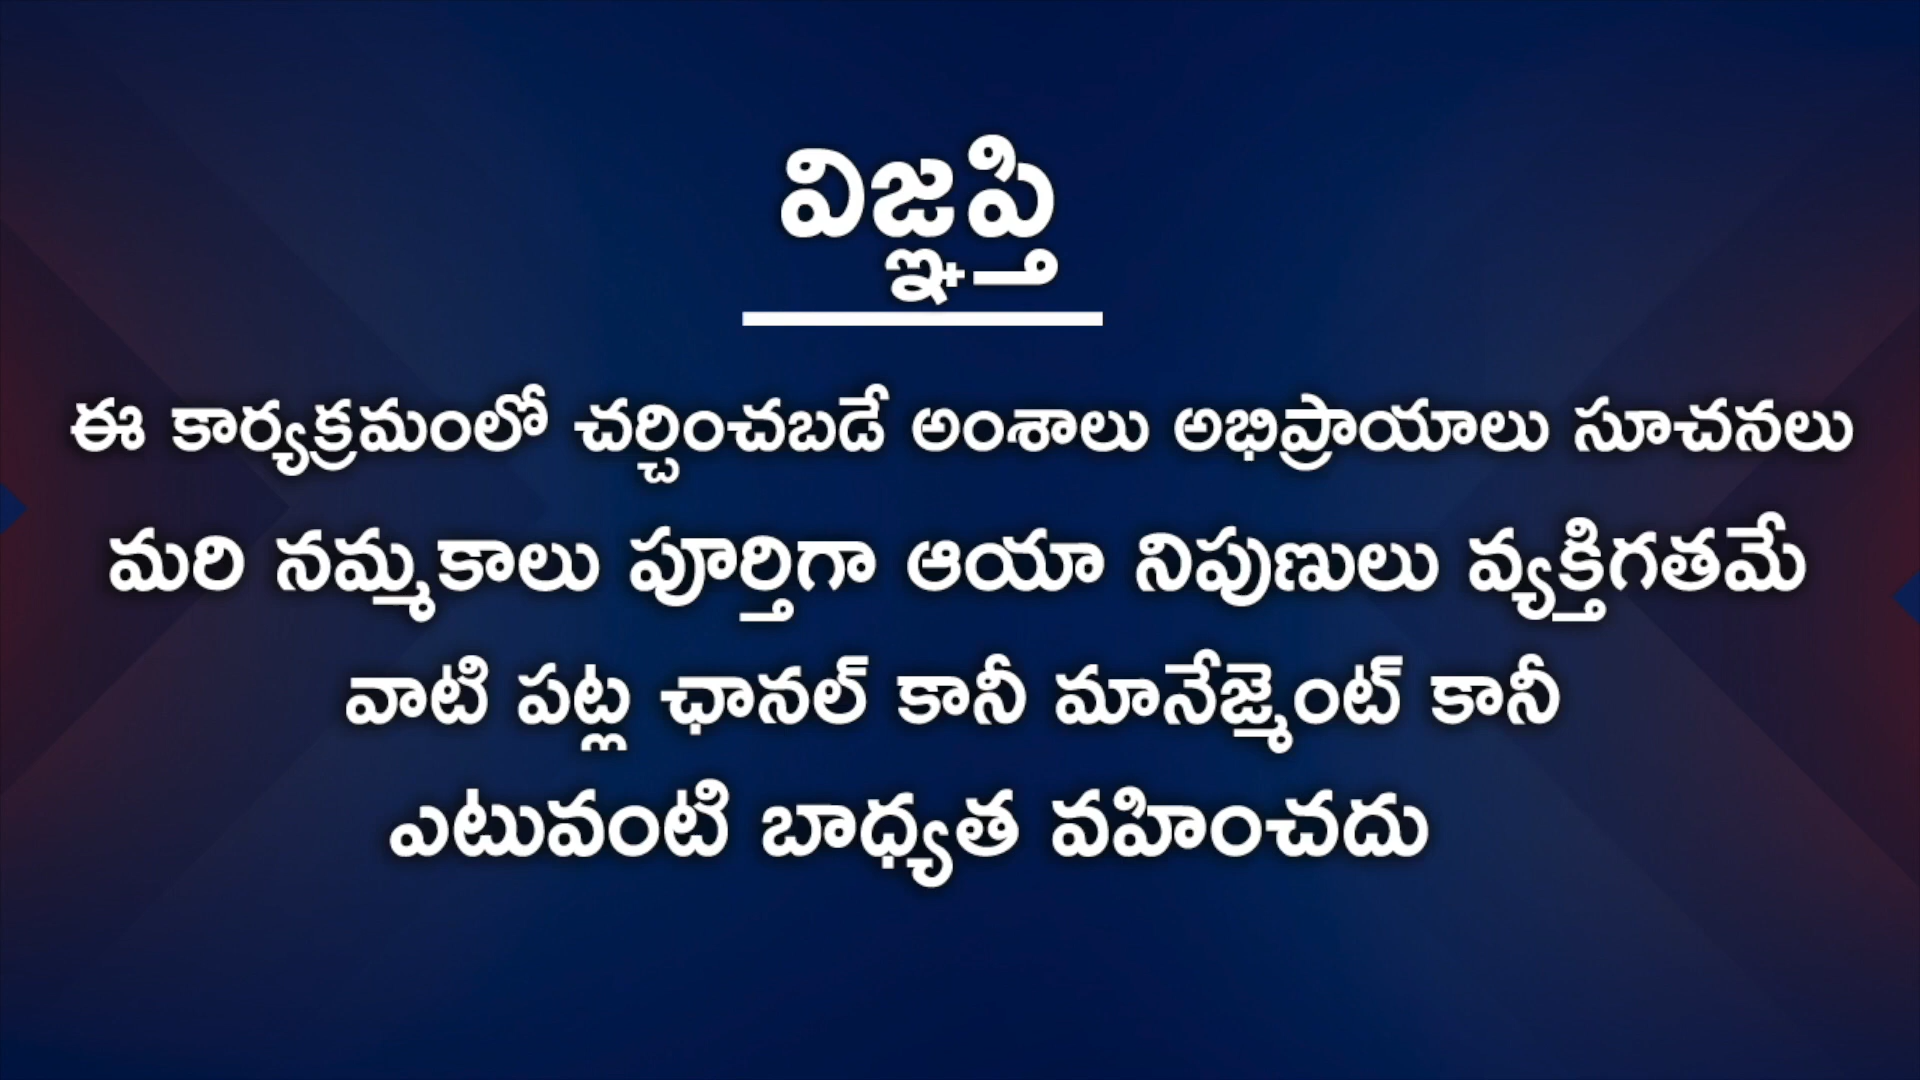 విజ్ఞప్తి
ఈ కార్యక్రమంలో చర్చించబడే అంశాలు అభిప్రాయాలు సూచనలు
మరి నమ్మకాలు పూర్తిగా ఆయా నిపుణులు వ్యక్తిగతమే
వాటి పట్ల ఛానల్ కానీ మానేజ్మెంట్ కానీ
ఎటువంటి బాధ్యత వహించదు